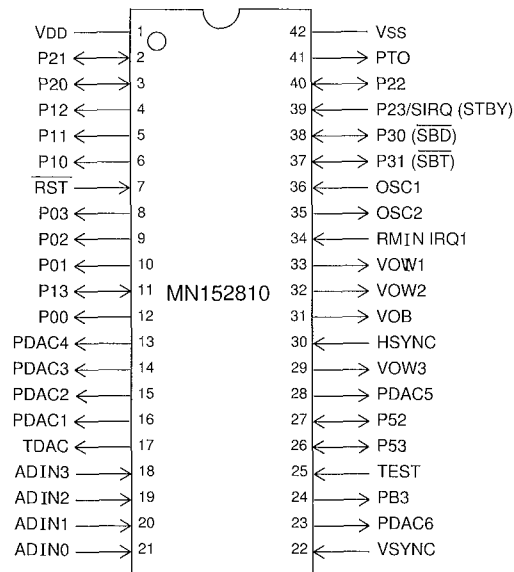 VDD 1 42 VSS
P21 2 41 PTO
P20 3 40 P22
P12 4 39 P23/SIRQ (STBY)
P11 5 38 P30 (SBD)
P10 6 37 P31 (SBT)
RST 7 36 OSC1
P03 8 35 OSC2
P02 9 34 RMIN IRQ1
P01 10 33 VOW1
P13 11 MN152810 32 VOW2
P00 12 31 VOB
PDAC4 13 30 HSYNC
PDAC3 14 29 VOW3
PDAC2 15 28 PDAC5
PDAC1 16 27 P52
TDAC 17 26 P53
ADIN3 18 25 TEST
ADIN2 19 24 PB3
ADIN1 20 23 PDAC6
ADIN0 21 22 VSYNC